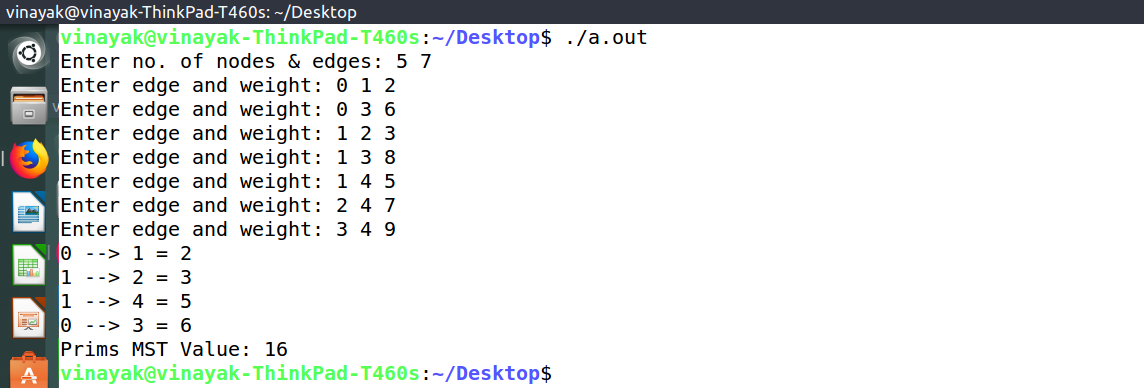 vinayak@vinayak-ThinkPad-T460s: ~/Desktop
vinayak@vinayak-ThinkPad-T460s:~/Desktop$ ./a.out
Enter no. of nodes & edges: 5 7
Enter edge and weight: 0 1 2
Enter edge and weight: 0 3 6
Enter edge and weight: 1 2 3
Enter edge and weight: 1 3 8
Enter edge and weight: 1 4 5
Enter edge and weight: 2 4 7
Enter edge and weight: 3 4 9
0 --> 1 = 2
1 --> 2 = 3
1 --> 4 = 5
0 --> 3 = 6
Prims MST Value: 16
vinayak@vinayak-ThinkPad-T460s:~/Desktop$